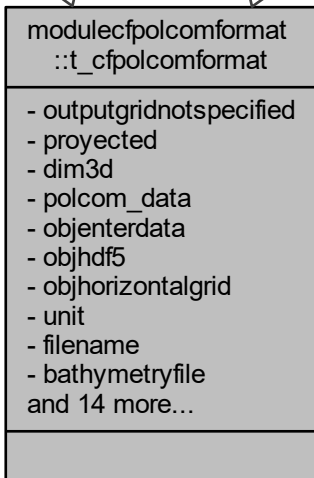 modulecfpolcomformat
::t_cfpolcomformat
- outputgridnotspecified
- proyected
- dim3d
- polcom_data
- objenterdata
- objhdf5
- objhorizontalgrid
- unit
- filename
- bathymetryfile
and 14 more...